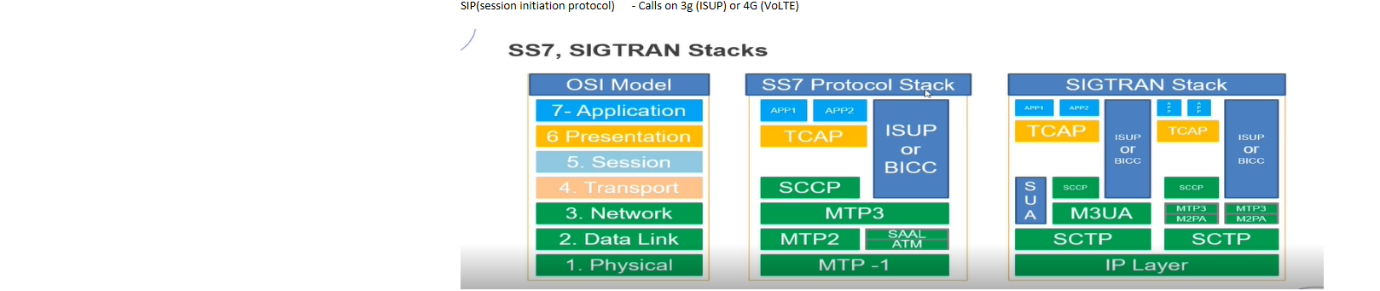 SIP(session initiation protocol) - Calls on 3g (ISUP) or 4G (VoLTE)
SS7, SIGTRAN Stacks
OSI Model
7- Application
6 Presentation
5. Session
4. Transport
3. Network
2. Data Link
1. Physical
SS7 Protocol Stack
APP1
APP2
TCAP
ISUP
or
BICC
SCCP
MTP3
MTP2
SAAL
ATM
MTP -1
SIGTRAN Stack
APP1
APP2
TCAP
ISUP
or
BICC
TCAP
ISUP
or
BICC
S
U
A
SCCP
M3UA
SCCP
MTP3
M2PA
MTP3
M2PA
SCTP
SCTP
IP Layer